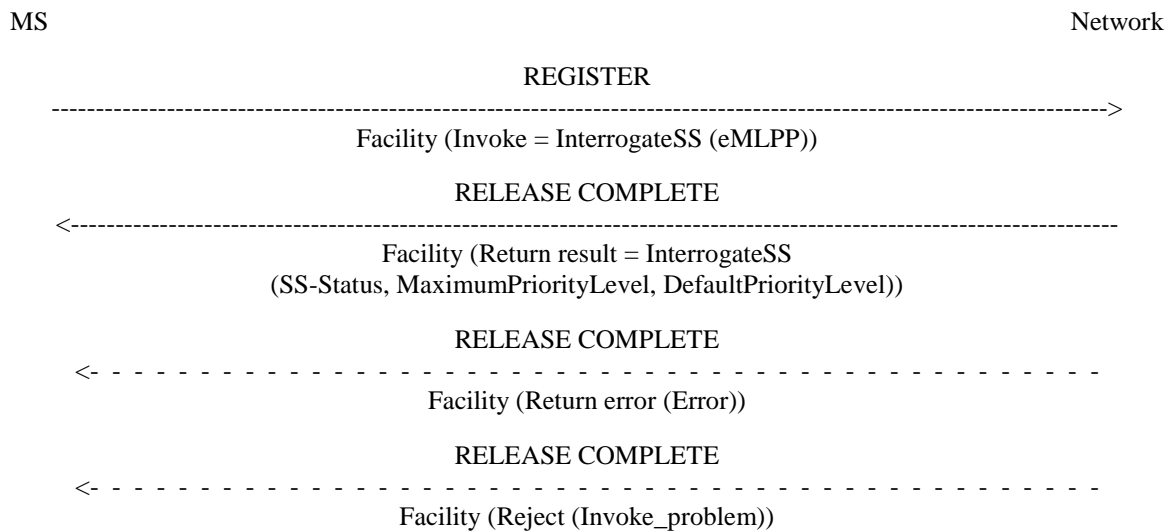 MS Network
REGISTER
Facility (Invoke = InterrogateSS (eMLPP))
RELEASE COMPLETE
Facility (Return result = InterrogateSS
(SS-Status, MaximumPriorityLevel, DefaultPriorityLevel))
RELEASE COMPLETE
Facility (Return error (Error))
RELEASE COMPLETE
Facility (Reject (Invoke_problem))